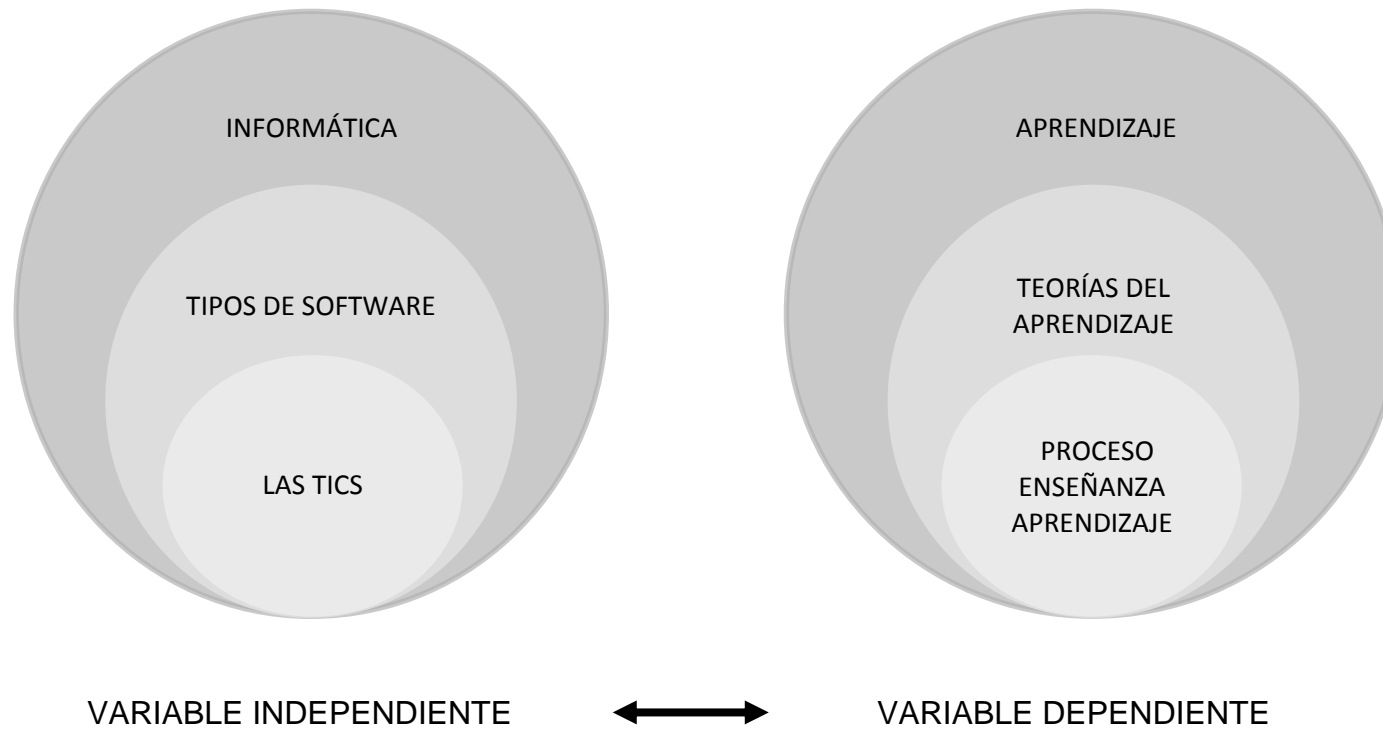 INFORMÁTICA
TIPOS DE SOFTWARE
LAS TICS
APRENDIZAJE
TEORÍAS DEL
APRENDIZAJE
PROCESO
ENSEÑANZA
APRENDIZAJE
VARIABLE INDEPENDIENTE
VARIABLE DEPENDIENTE